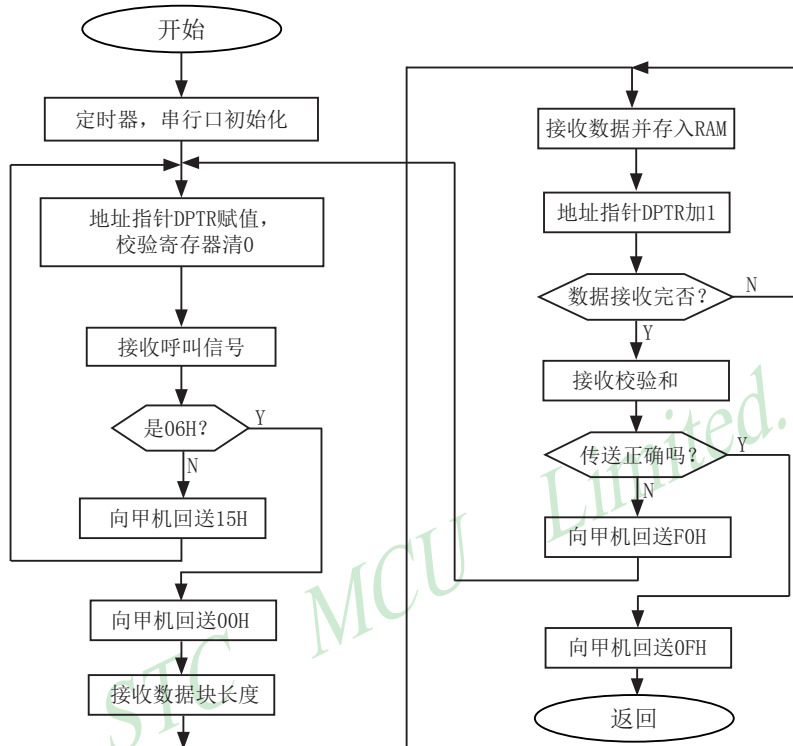 开始
定时器，串行口初始化
地址指针DPTR赋值，
校验寄存器清0
接收呼叫信号
是06H？
Y
N
向甲机回送15H
向甲机回送00H
接收数据块长度
接收数据并存入RAM
地址指针DPTR加1
数据接收完否？
N
Y
接收校验和
传送正确吗？
Y
N
向甲机回送F0H
向甲机回送0FH
返回
STC MCU Limited.